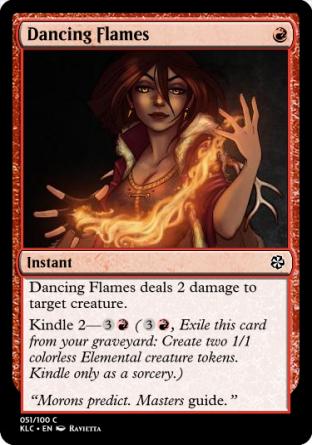 Dancing Flames
Instant
Dancing Flames deals 2 damage to
target creature.
Kindle 2—3 ( 3 , Exile this card
from your graveyard: Create two 1/1
colorless Elemental creature tokens.
Kindle only as a sorcery.)
“Morons predict. Masters guide.”
051/100 C
KLC • EN Ravietta